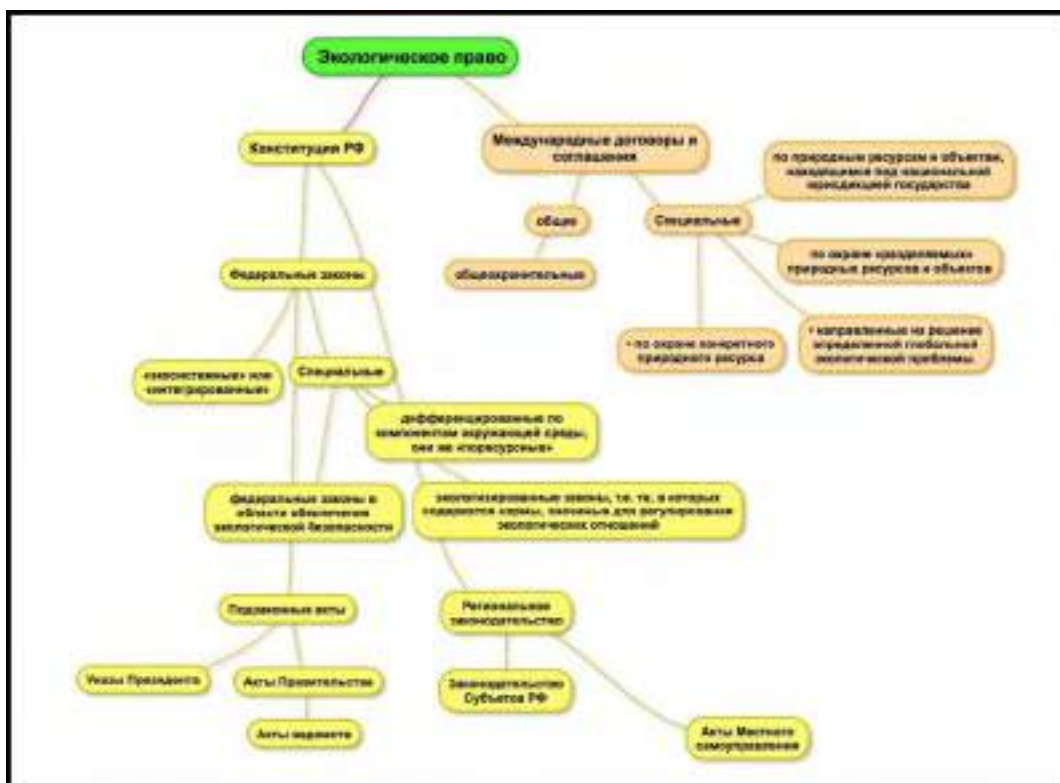 Экологическое право
Конституция РФ
Международные договоры и
соглашения
по природным ресурсам и объектам,
находящимся под национальной
юрисдикцией государства
общие
Специальные
общеохранительные
по охране «разделяемых»
природных ресурсов и объектов
• по охране конкретного
природного ресурса
• направленные на решение
определенной глобальной
экологической проблемы
Федеральные законы
«экосистемные» или
«интегрированные»
Специальные
дифференцированные по
компонентам окружающей среды,
они же «поресурсные»
федеральные законы в
области обеспечения
экологической безопасности
экологизированные законы, т.е. те, в которых
содержатся нормы, значимые для регулирования
экологических отношений
Подзаконные акты
Региональное
законодательство
Указы Президента
Акты Правительства
Законодательство
Субъетов РФ
Акты ведомств
Акты Местного
самоуправления